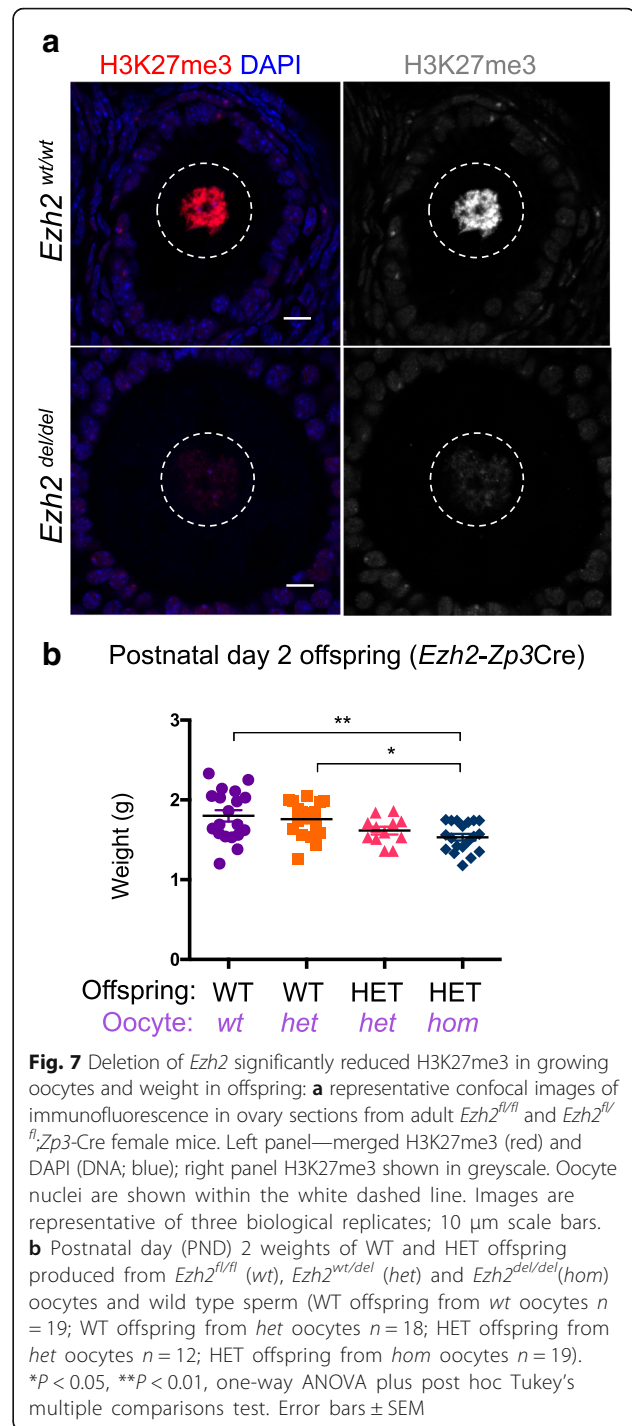 a
H3K27me3 DAPI H3K27me3
Ezh2 wt/wt
Ezh2 del/del
b Postnatal day 2 offspring (Ezh2-Zp3Cre)
**
*
3
2
1
0
Weight (g)
Offspring: WT WT HET HET
Oocyte: wt het het hom
Fig. 7 Deletion of Ezh2 significantly reduced H3K27me3 in growing
oocytes and weight in offspring: a representative confocal images of
immunofluorescence in ovary sections from adult Ezh2fl/fl and Ezh2fl/
fl;Zp3-Cre female mice. Left panel—merged H3K27me3 (red) and
DAPI (DNA; blue); right panel H3K27me3 shown in greyscale. Oocyte
nuclei are shown within the white dashed line. Images are
representative of three biological replicates; 10 μm scale bars.
b Postnatal day (PND) 2 weights of WT and HET offspring
produced from Ezh2fl/fl (wt), Ezh2wt/del (het) and Ezh2del/del(hom)
oocytes and wild type sperm (WT offspring from wt oocytes n
= 19; WT offspring from het oocytes n = 18; HET offspring from
het oocytes n = 12; HET offspring from hom oocytes n = 19).
*P < 0.05, **P < 0.01, one-way ANOVA plus post hoc Tukey's
multiple comparisons test. Error bars ± SEM